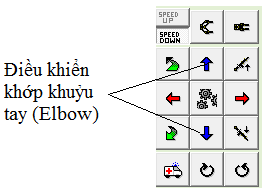 SPEED
UP
SPEED
DOWN
Điều khiển
khớp khuỷu
tay (Elbow)